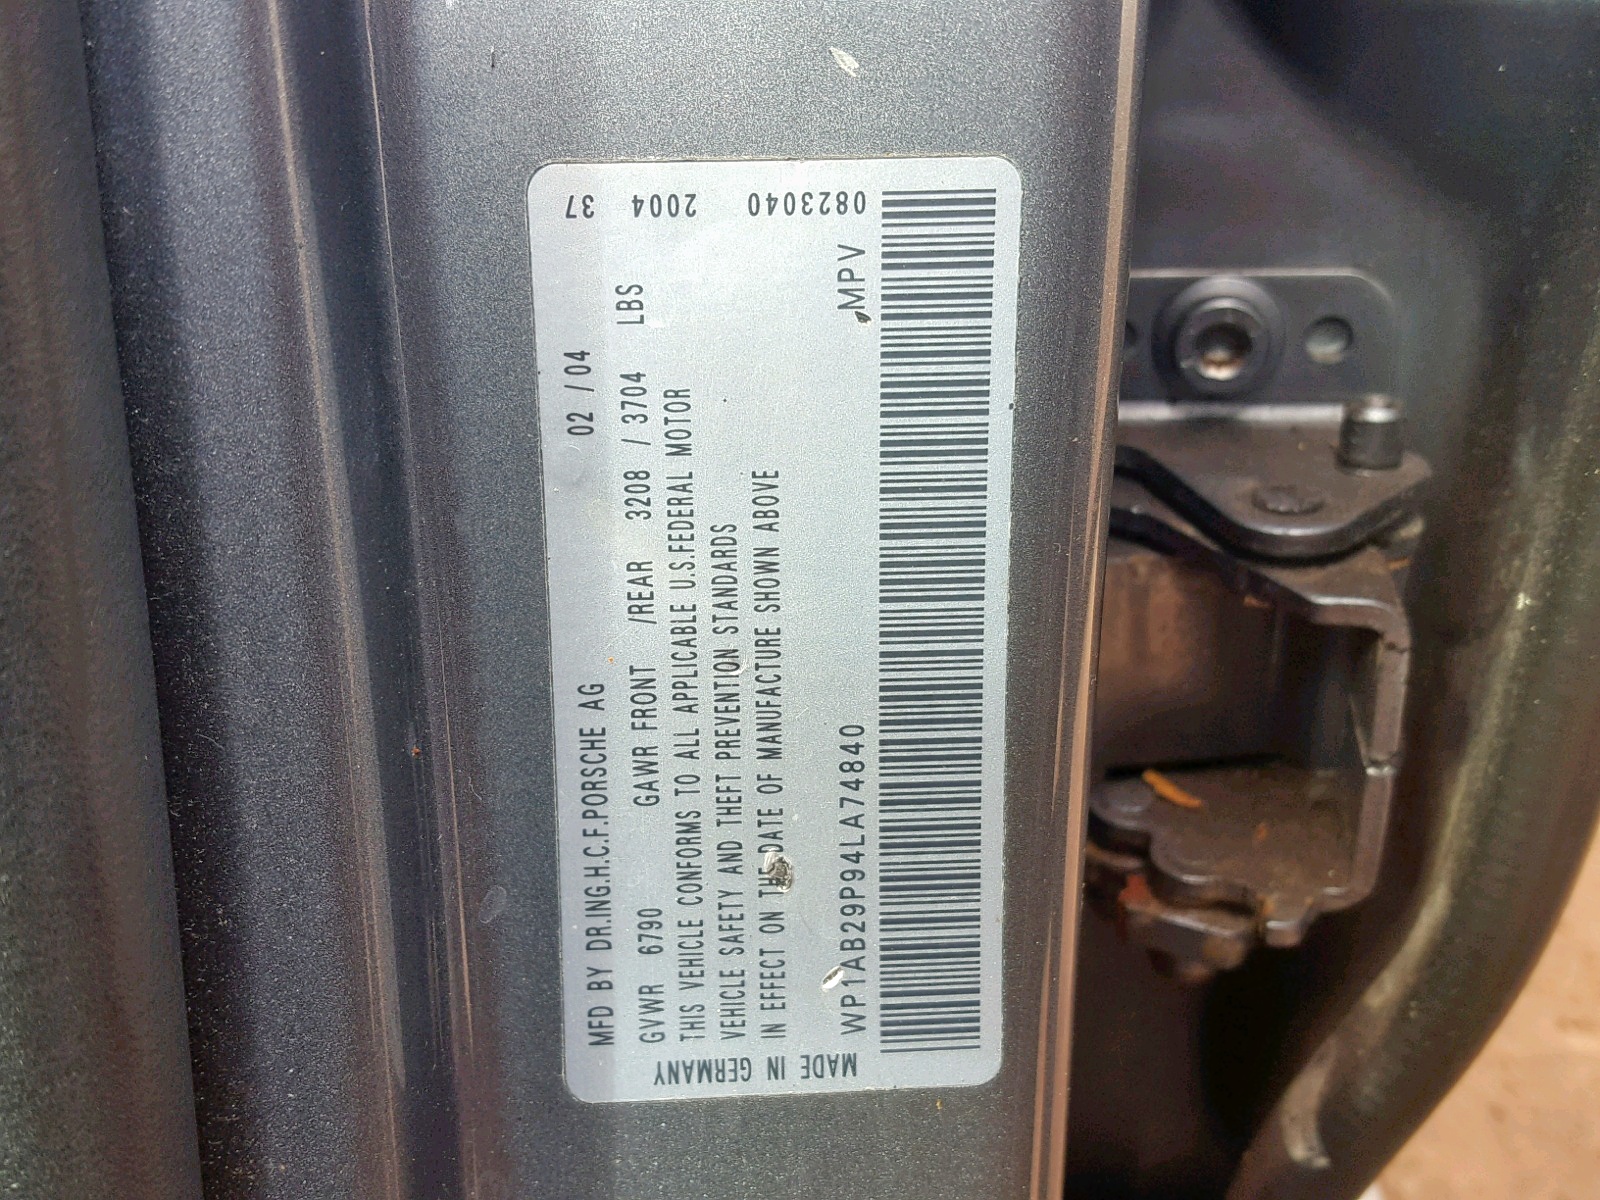 MFD BY DR.ING.H.C.F.PORSCHE AG 02 /04
GVWR 6790 GAWR FRONT /REAR 3208 / 3704 LBS
THIS VEHICLE CONFORMS TO ALL APPLICABLE U.S.FEDERAL MOTOR
VEHICLE SAFETY AND THEFT PREVENTION STANDARDS
IN EFFECT ON THE DATE OF MANUFACTURE SHOWN ABOVE
WP1AB29P94LA74840 MPV
MADE IN GERMANY
37
2004
0823040